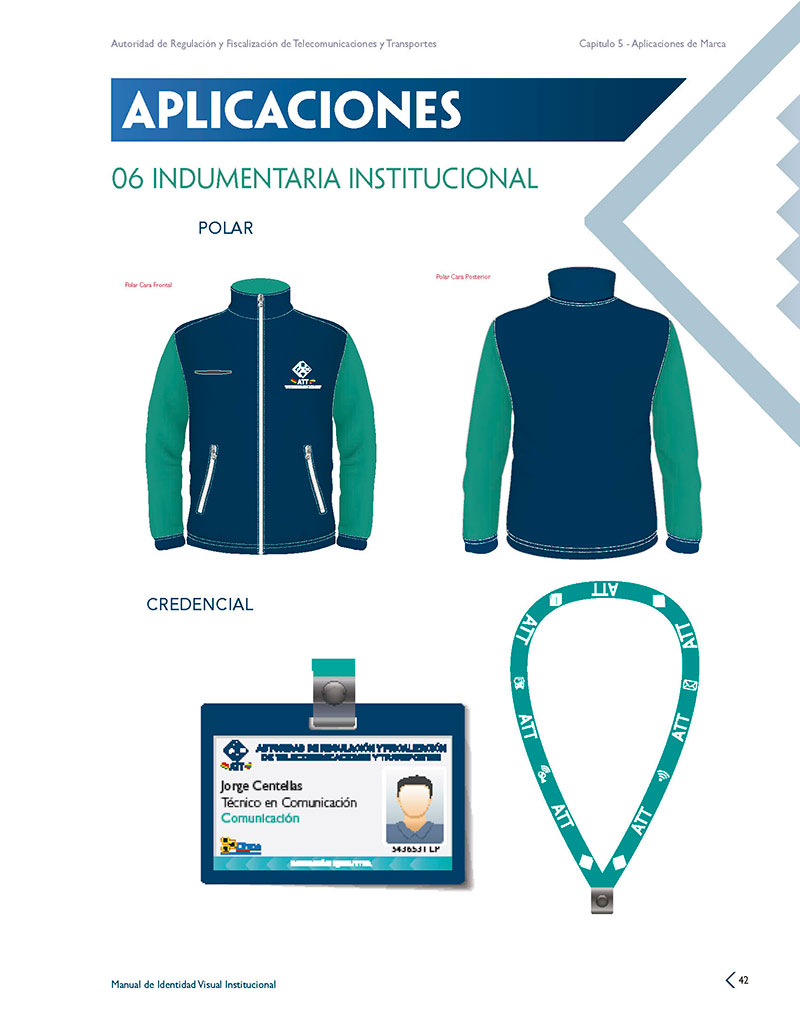 Autoridad de Regulación y Fiscalización de Telecomunicaciones y Transportes
Capitulo 5 - Aplicaciones de Marca
APLICACIONES
06 INDUMENTARIA INSTITUCIONAL
POLAR
Polar Cara Frontal
Polar Cara Posterior
ATT
CREDENCIAL
ATT
ATT
ATT
ATT
ATT
ATT
ATT
AUTORIDAD DE REGULACIÓN Y FISCALIZACIÓN
DE TELECOMUNICACIONES Y TRANSPORTES
ATT
Jorge Centellas
Técnico en Comunicación
Comunicación
5436531 LP
Manual de Identidad Visual Institucional
42